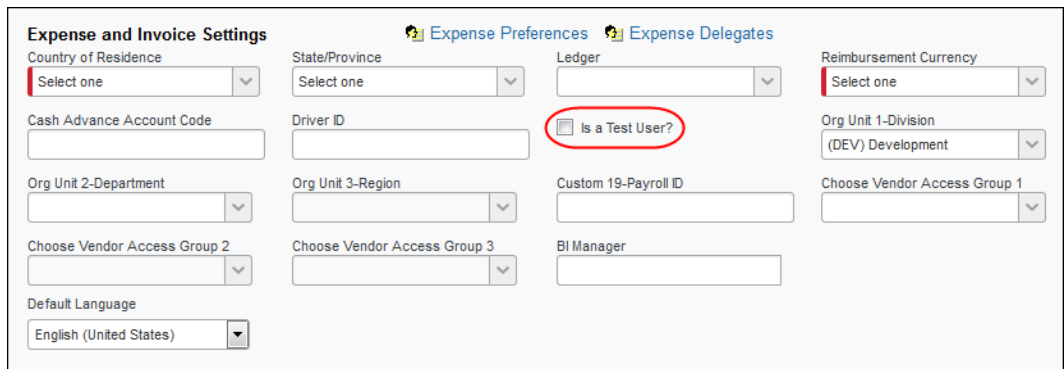 Expense and Invoice Settings Expense Preferences Expense Delegates
Country of Residence State/Province Ledger Reimbursement Currency
Select one Select one Select one
Cash Advance Account Code Driver ID Is a Test User? Org Unit 1-Division
(DEV) Development
Org Unit 2-Department Org Unit 3-Region Custom 19-Payroll ID Choose Vendor Access Group 1
Choose Vendor Access Group 2 Choose Vendor Access Group 3 BI Manager
Default Language
English (United States)